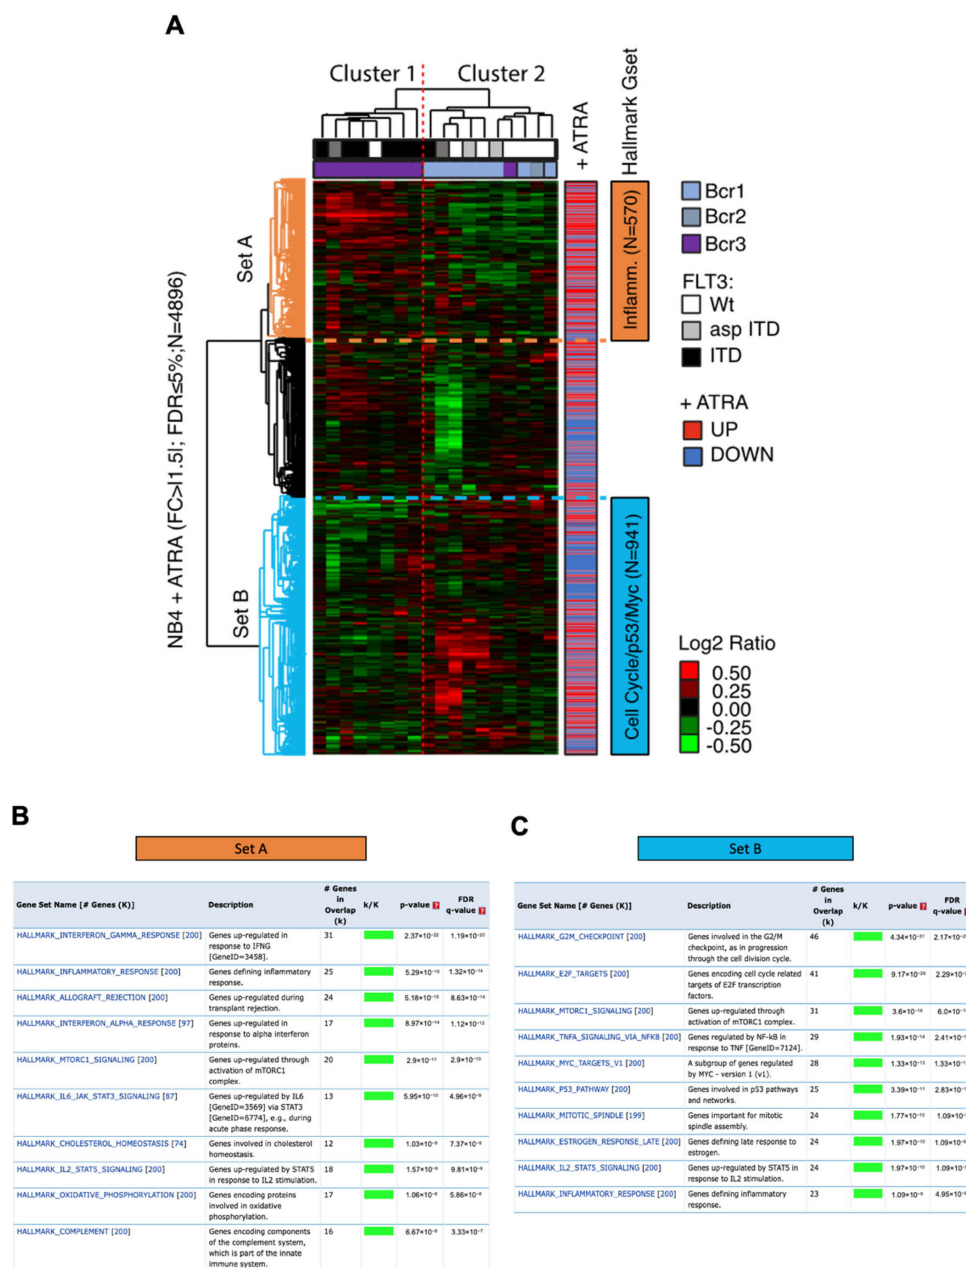 A
Cluster 1
Cluster 2
+ ATRA
Hallmark Gset
NB4 + ATRA (FC>I1.5I; FDR≤5%;N=4896)
Set A
Set B
Inflamm. (N=570)
Cell Cycle/p53/Myc (N=941)
Bcr1
Bcr2
Bcr3
FLT3:
Wt
asp ITD
ITD
+ ATRA
UP
DOWN
Log2 Ratio
0.50
0.25
0.00
-0.25
-0.50
B
Set A
Gene Set Name [# Genes (K)] Description # Genes in Overlap (k) k/K p-value ? FDR q-value ?
HALLMARK_INTERFERON_GAMMA_RESPONSE [200] Genes up-regulated in 31 2.37×10⁻²² 1.19×10⁻²⁰
response to IFNG
[GeneID=3458].
HALLMARK_INFLAMMATORY_RESPONSE [200] Genes defining inflammatory 25 5.29×10⁻¹⁶ 1.32×10⁻¹⁴
response.
HALLMARK_ALLOGRAFT_REJECTION [200] Genes up-regulated during 24 5.18×10⁻¹⁵ 8.63×10⁻¹⁴
transplant rejection.
HALLMARK_INTERFERON_ALPHA_RESPONSE [97] Genes up-regulated in 17 8.97×10⁻¹⁴ 1.12×10⁻¹²
response to alpha interferon
proteins.
HALLMARK_MTORC1_SIGNALING [200] Genes up-regulated through 20 2.9×10⁻¹¹ 2.9×10⁻¹⁰
activation of mTORC1
complex.
HALLMARK_IL6_JAK_STAT3_SIGNALING [87] Genes up-regulated by IL6 13 5.95×10⁻¹⁰ 4.96×10⁻⁹
[GeneID=3569] via STAT3
[GeneID=6774], e.g., during
acute phase response.
HALLMARK_CHOLESTEROL_HOMEOSTASIS [74] Genes involved in cholesterol 12 1.03×10⁻⁹ 7.37×10⁻⁹
homeostasis.
HALLMARK_IL2_STAT5_SIGNALING [200] Genes up-regulated by STAT5 18 1.57×10⁻⁹ 9.81×10⁻⁹
in response to IL2 stimulation.
HALLMARK_OXIDATIVE_PHOSPHORYLATION [200] Genes encoding proteins 17 1.06×10⁻⁸ 5.86×10⁻⁸
involved in oxidative
phosphorylation.
HALLMARK_COMPLEMENT [200] Genes encoding components 16 6.67×10⁻⁸ 3.33×10⁻⁷
of the complement system,
which is part of the innate
immune system.
C
Set B
Gene Set Name [# Genes (K)] Description # Genes in Overlap (k) k/K p-value ? FDR q-value ?
HALLMARK_G2M_CHECKPOINT [200] Genes involved in the G2/M 46 4.34×10⁻³¹
checkpoint, as in progression
through the cell division cycle.
HALLMARK_E2F_TARGETS [200] Genes encoding cell cycle related 41
targets of E2F transcription
factors.
HALLMARK_MTORC1_SIGNALING [200] Genes up-regulated through 31 3.6×10⁻¹⁶
activation of mTORC1 complex.
HALLMARK_TNFA_SIGNALING_VIA_NFKB [200] Genes regulated by NF-kB in 29 1.93×10⁻¹⁴
response to TNF [GeneID=7124].
HALLMARK_MYC_TARGETS_V1 [200] A subgroup of genes regulated 28 1.33×10⁻¹³
by MYC - version 1 (v1).
HALLMARK_P53_PATHWAY [200] Genes involved in p53 pathways 25 3.39×10⁻¹¹
and networks.
HALLMARK_MITOTIC_SPINDLE [199] Genes important for mitotic 24 1.77×10⁻¹⁰
spindle assembly.
HALLMARK_ESTROGEN_RESPONSE_LATE [200] Genes defining late response to 24 1.97×10⁻¹⁰
estrogen.
HALLMARK_IL2_STAT5_SIGNALING [200] Genes up-regulated by STAT5 in 24 1.97×10⁻¹⁰
response to IL2 stimulation.
HALLMARK_INFLAMMATORY_RESPONSE [200] Genes defining inflammatory 23 1.09×10⁻⁹
response.